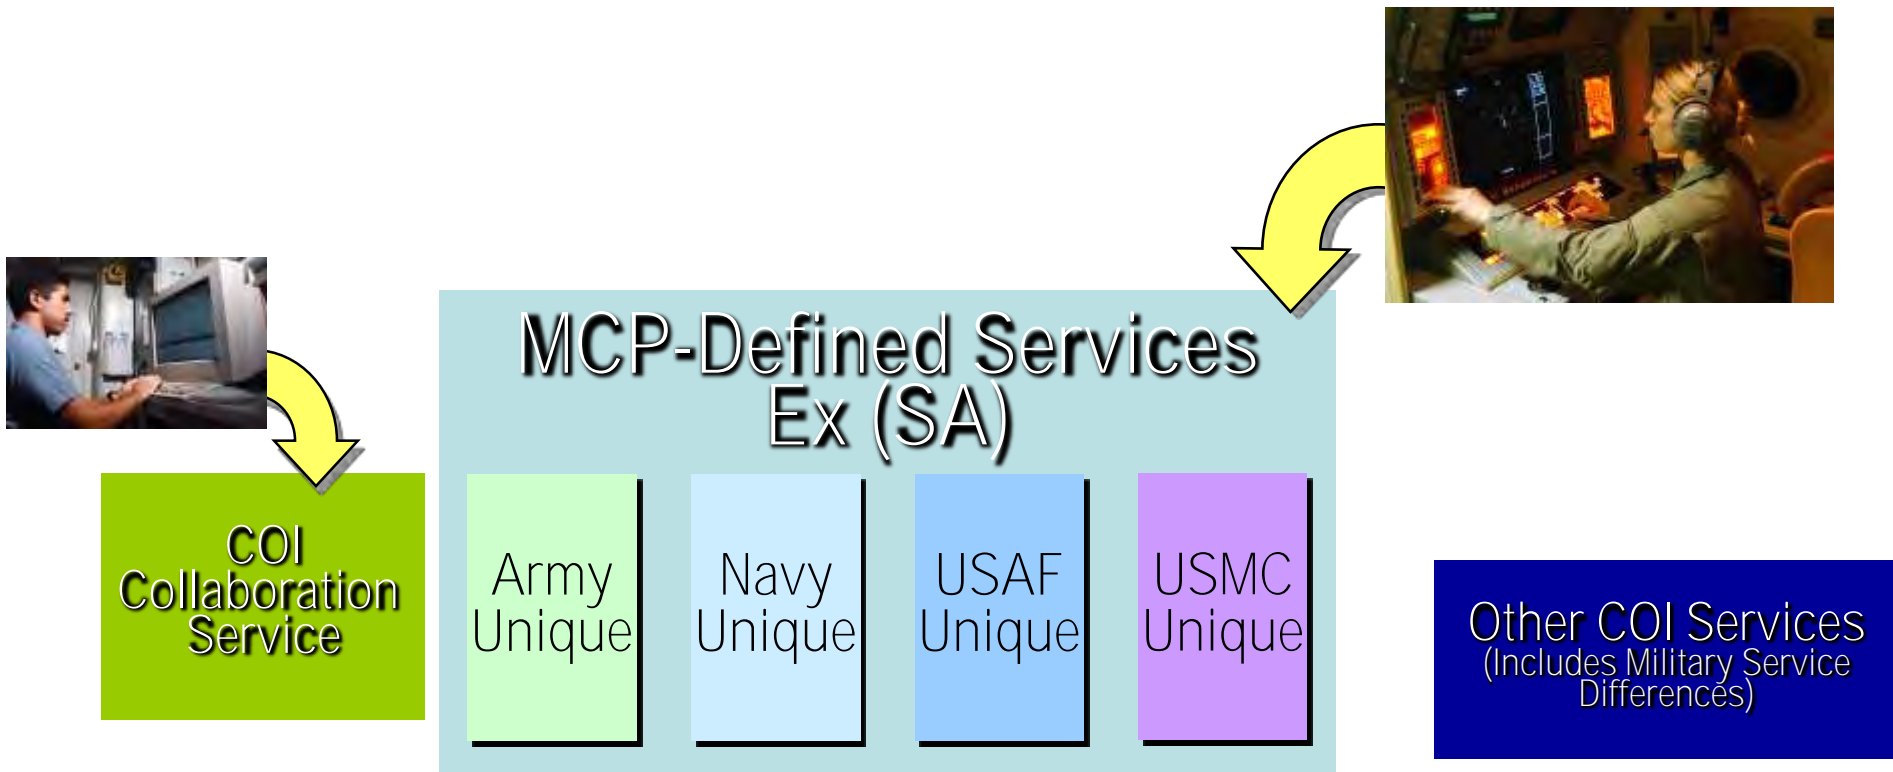 MCP-Defined Services
Ex (SA)
COI
Collaboration
Service
Army
Unique
Navy
Unique
USAF
Unique
USMC
Unique
Other COI Services
(Includes Military Service
Differences)